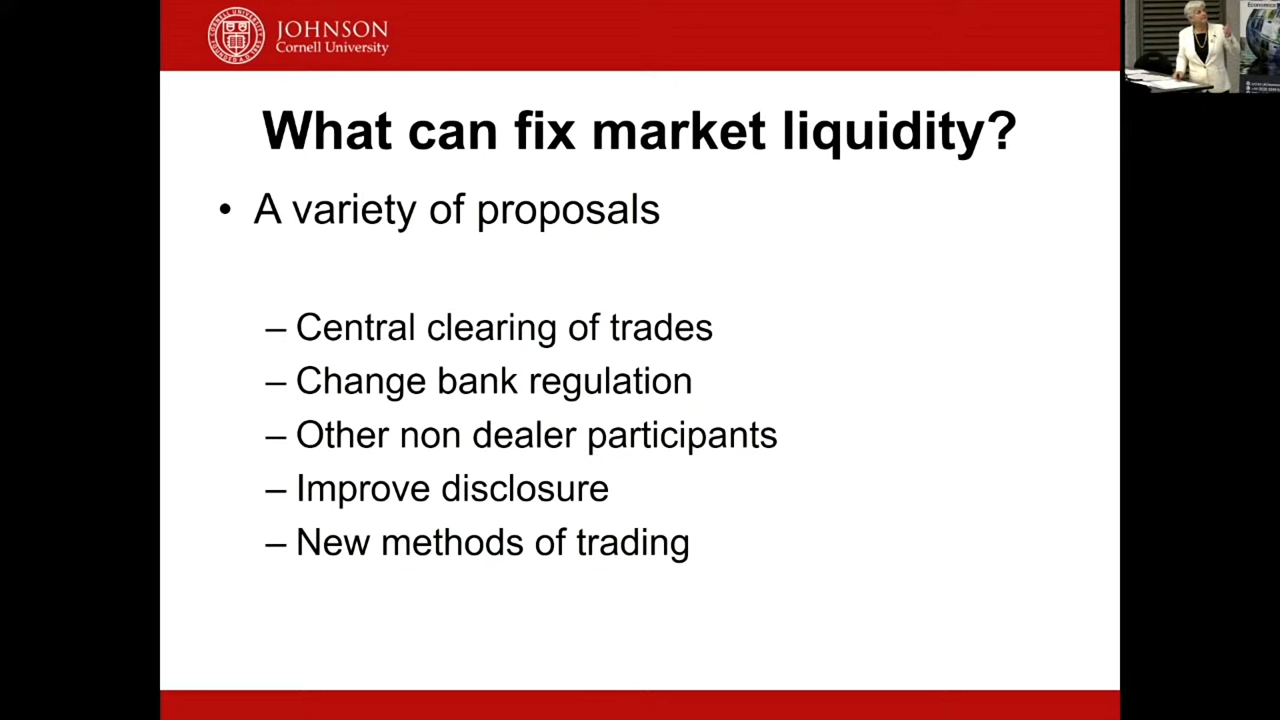 JOHNSON
Cornell University
What can fix market liquidity?
• A variety of proposals
– Central clearing of trades
– Change bank regulation
– Other non dealer participants
– Improve disclosure
– New methods of trading
Economics